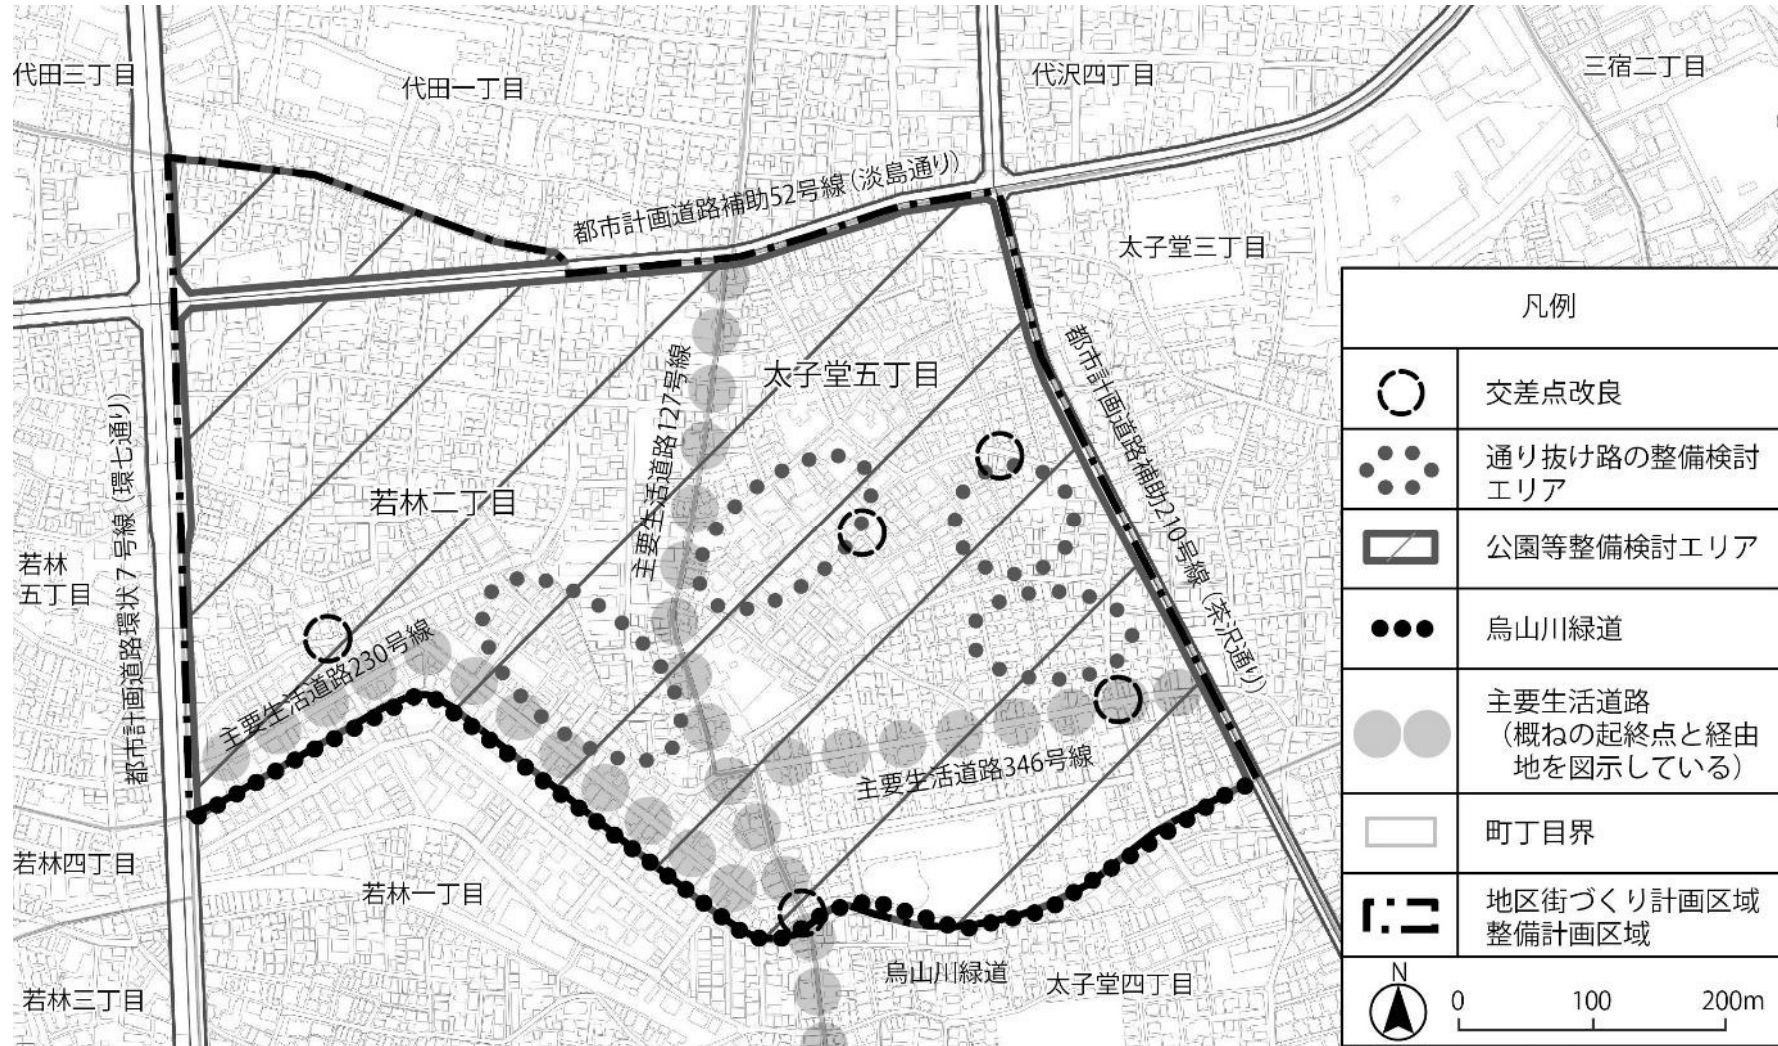 代田三丁目
代田一丁目
代沢四丁目
三宿二丁目
都市計画道路補助52号線(淡島通り)
太子堂三丁目
太子堂五丁目
都市計画道路補助210号線(茶沢通り)
主要生活道路127号線
若林二丁目
都市計画道路環状7号線(環七通り)
若林
五丁目
主要生活道路230号線
主要生活道路346号線
若林四丁目
若林一丁目
烏山川緑道
太子堂四丁目
若林三丁目
凡例
交差点改良
通り抜け路の整備検討
エリア
公園等整備検討エリア
烏山川緑道
主要生活道路
(概ねの起終点と経由
地を図示している)
町丁目界
地区街づくり計画区域
整備計画区域
N
0 100 200m